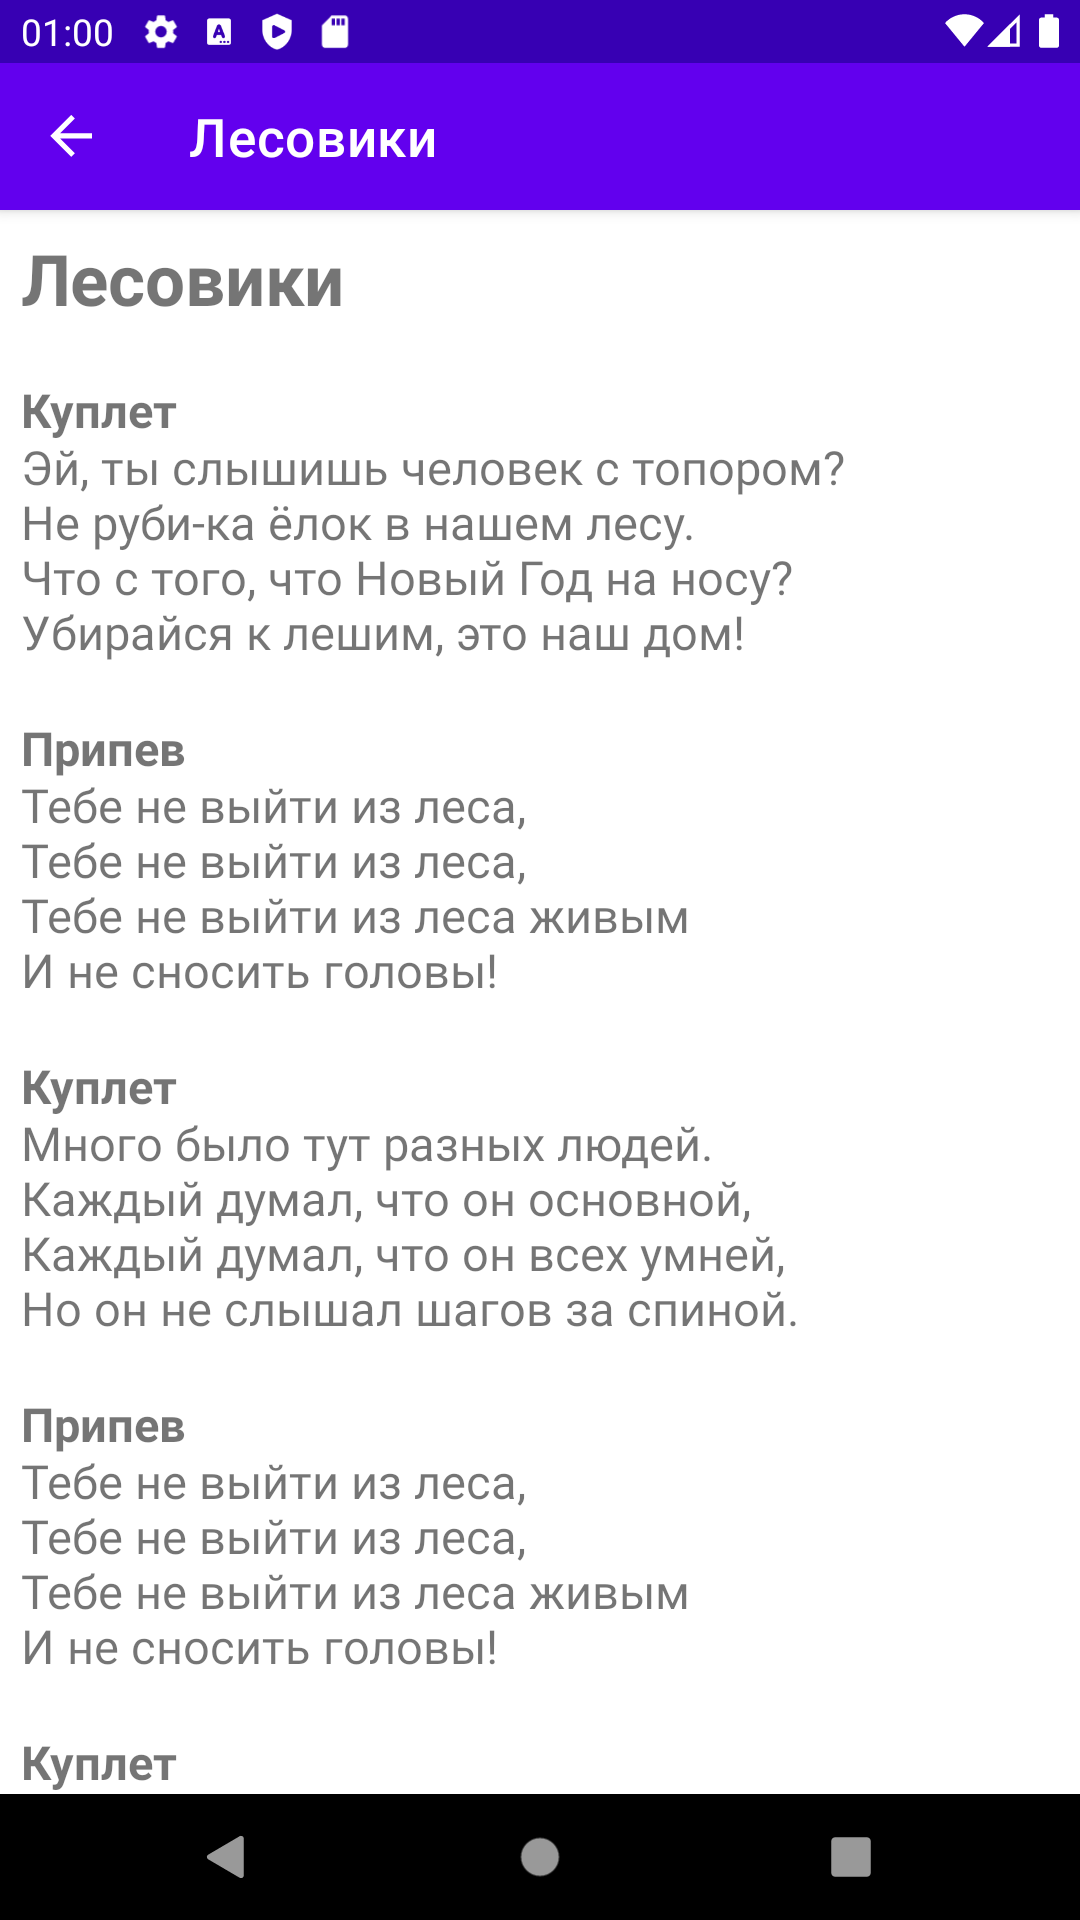 01:00
Лесовики
Лесовики
Куплет
Эй, ты слышишь человек с топором?
Не руби-ка ёлок в нашем лесу.
Что с того, что Новый Год на носу?
Убирайся к лешим, это наш дом!
Припев
Тебе не выйти из леса,
Тебе не выйти из леса,
Тебе не выйти из леса живым
И не сносить головы!
Куплет
Много было тут разных людей.
Каждый думал, что он основной,
Каждый думал, что он всех умней,
Но он не слышал шагов за спиной.
Припев
Тебе не выйти из леса,
Тебе не выйти из леса,
Тебе не выйти из леса живым
И не сносить головы!
Куплет